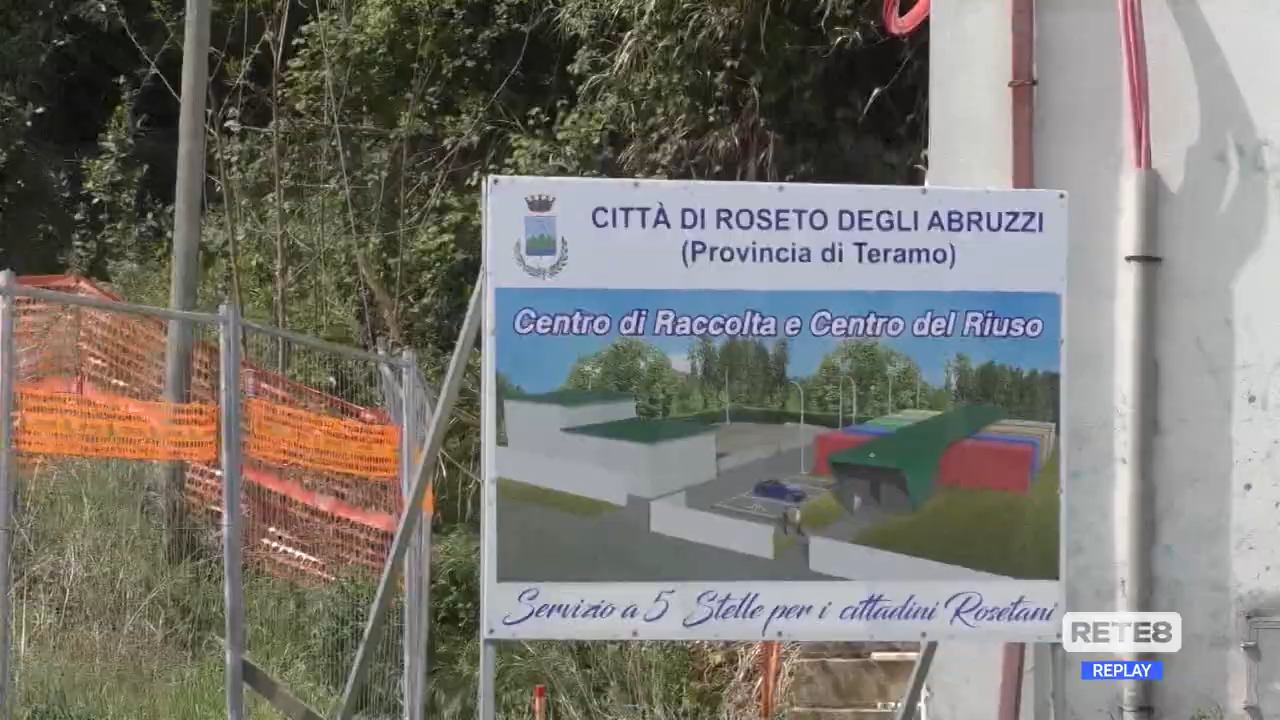 CITTÀ DI ROSETO DEGLI ABRUZZI
(Provincia di Teramo)
Centro di Raccolta e Centro del Riuso
Servizio a 5 Stelle per i cittadini Rosetani
RETE8
REPLAY